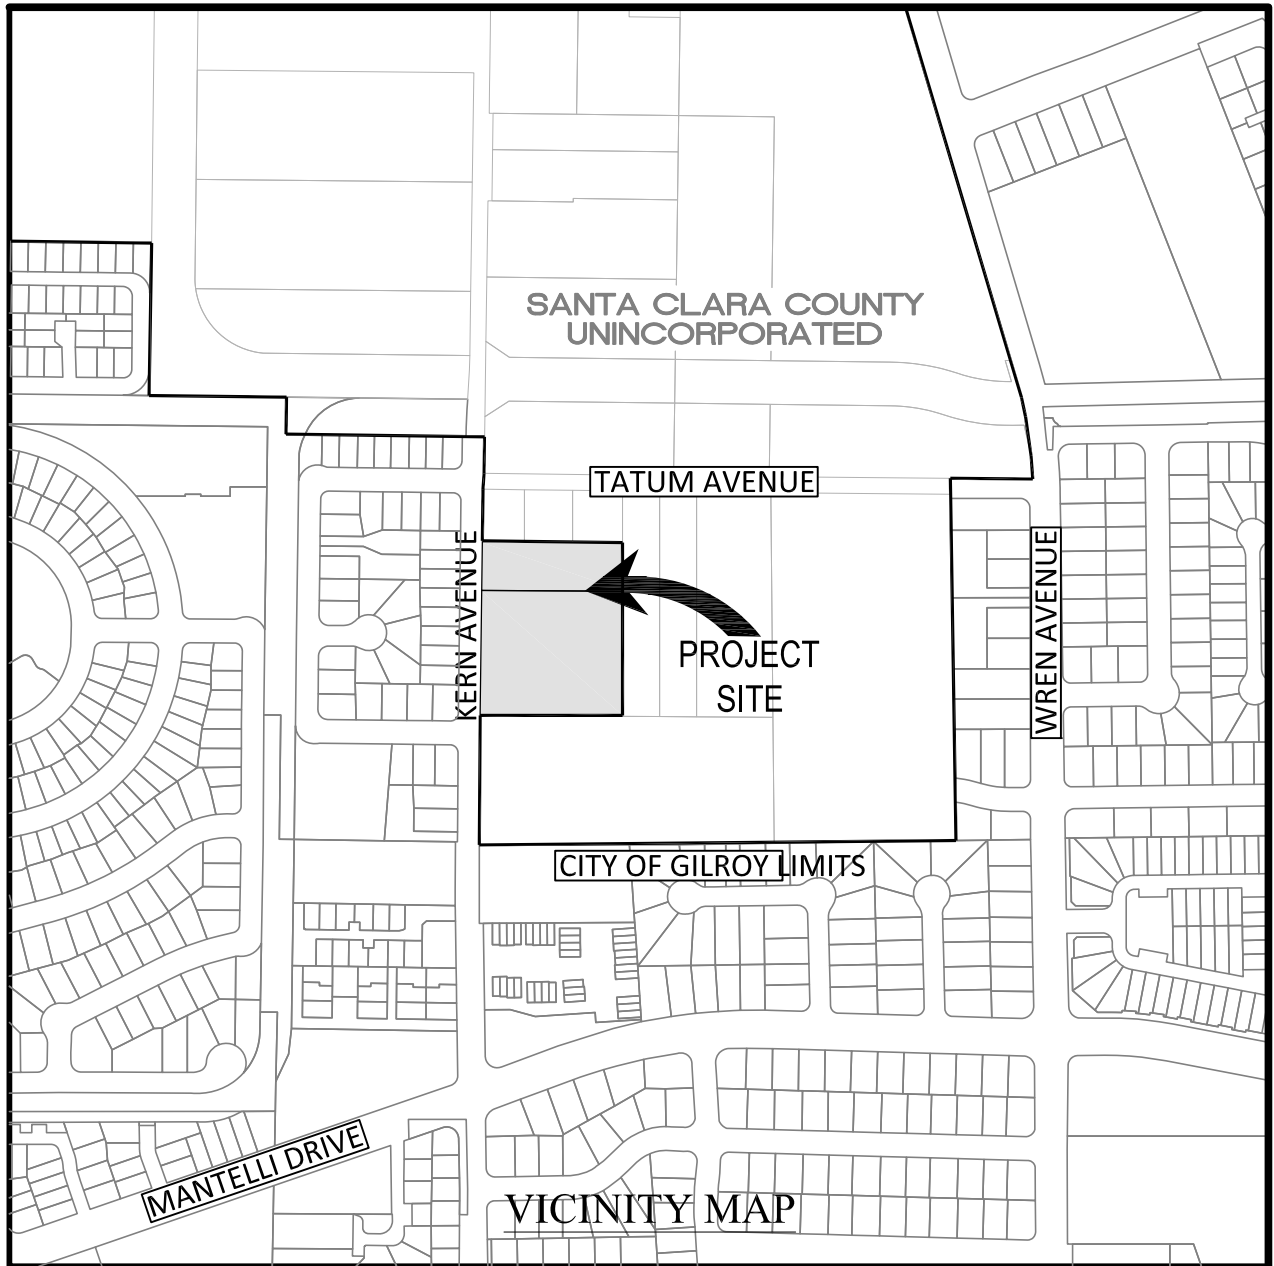 SANTA CLARA COUNTY
UNINCORPORATED
TATUM AVENUE
KERN AVENUE
WREN AVENUE
PROJECT
SITE
CITY OF GILROY LIMITS
MANTELLI DRIVE
VICINITY MAP